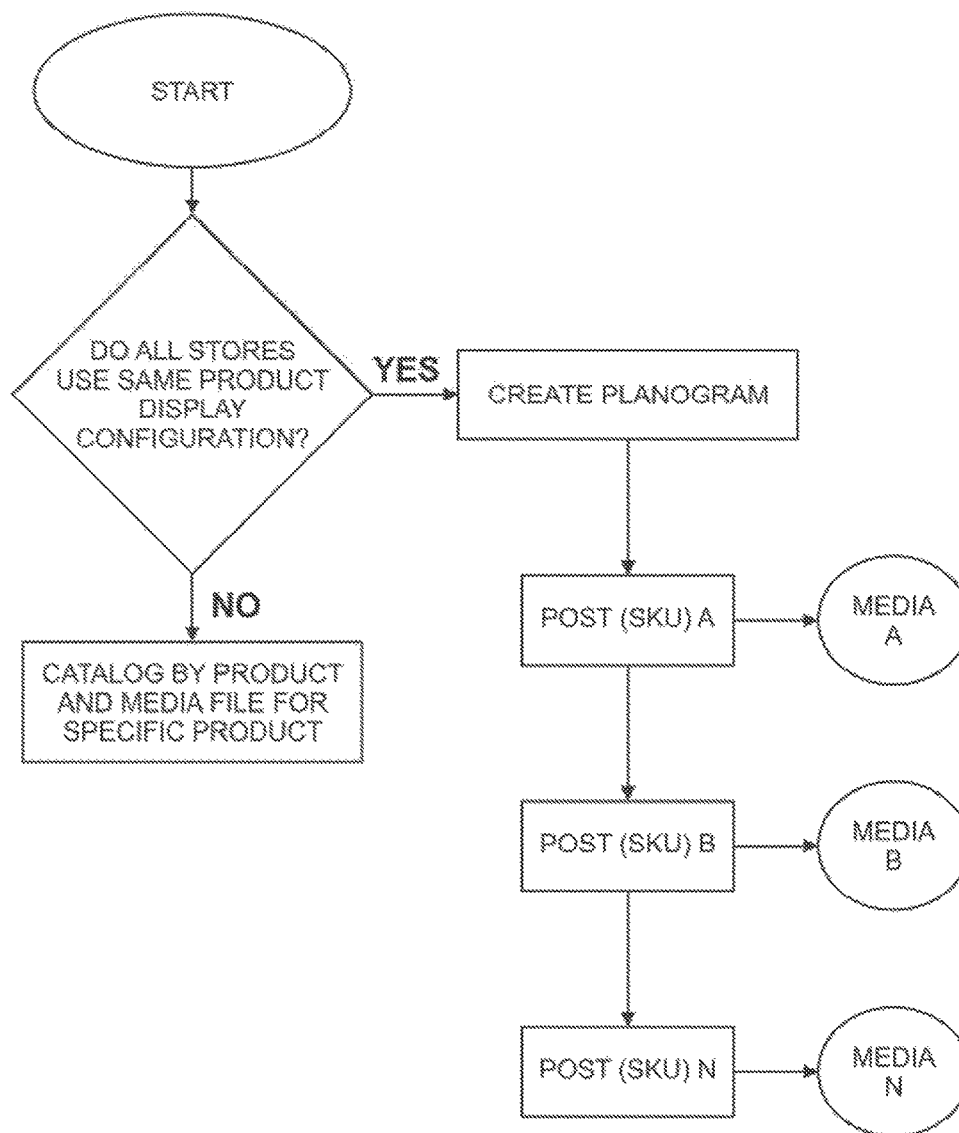 START
DO ALL STORES
USE SAME PRODUCT
DISPLAY
CONFIGURATION?
YES
CREATE PLANOGRAM
NO
CATALOG BY PRODUCT
AND MEDIA FILE FOR
SPECIFIC PRODUCT
POST (SKU) A
MEDIA
A
POST (SKU) B
MEDIA
B
POST (SKU) N
MEDIA
N